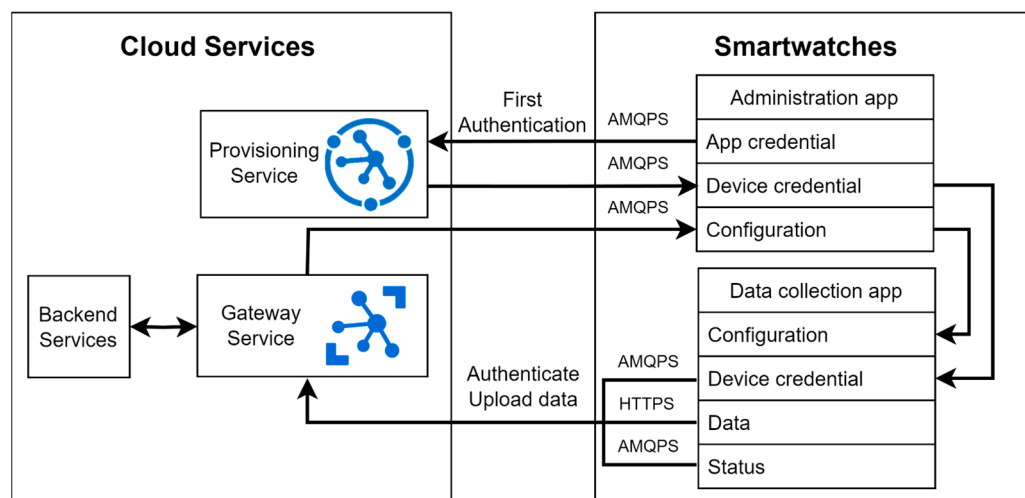 Cloud Services
Smartwatches
First
Authentication
AMQPS
Administration app
App credential
Provisioning
Service
AMQPS
Device credential
AMQPS
Configuration
Backend
Services
Gateway
Service
Data collection app
Configuration
Authenticate
Upload data
AMQPS
Device credential
HTTPS
Data
AMQPS
Status